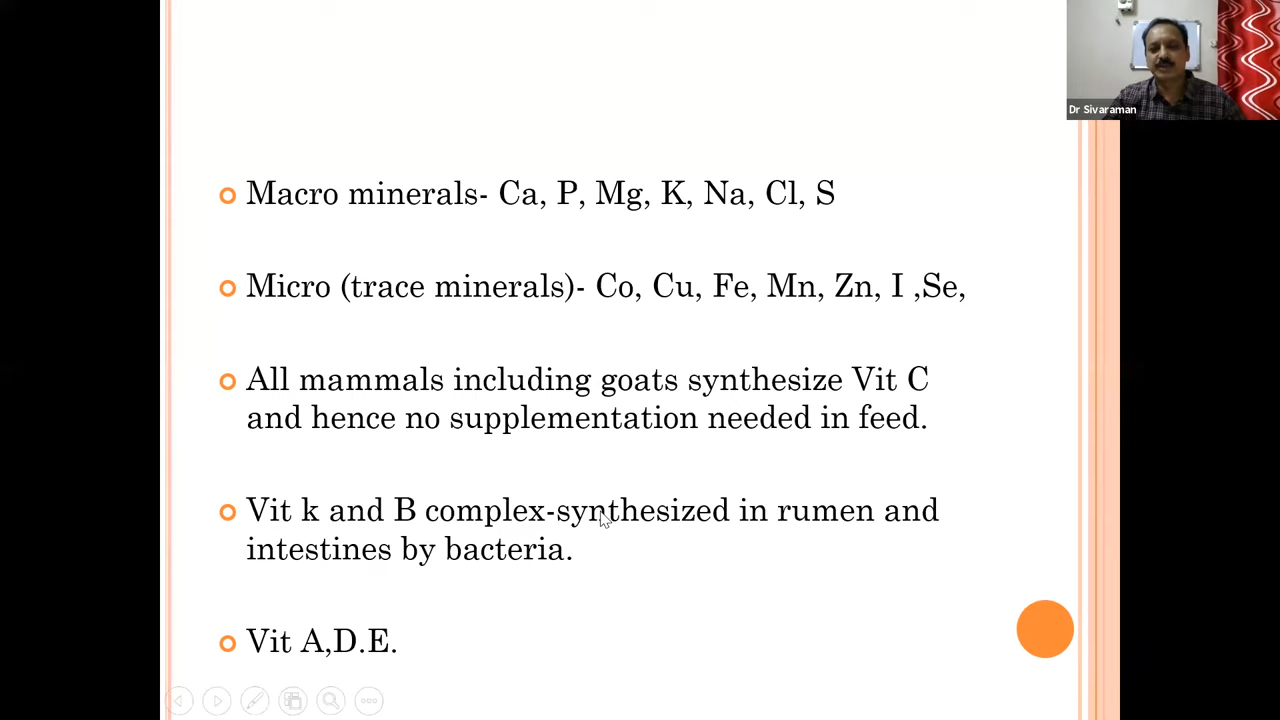 Dr Sivaraman
Macro minerals- Ca, P, Mg, K, Na, Cl, S
Micro (trace minerals)- Co, Cu, Fe, Mn, Zn, I ,Se,
All mammals including goats synthesize Vit C
and hence no supplementation needed in feed.
Vit k and B complex-synthesized in rumen and
intestines by bacteria.
Vit A,D.E.